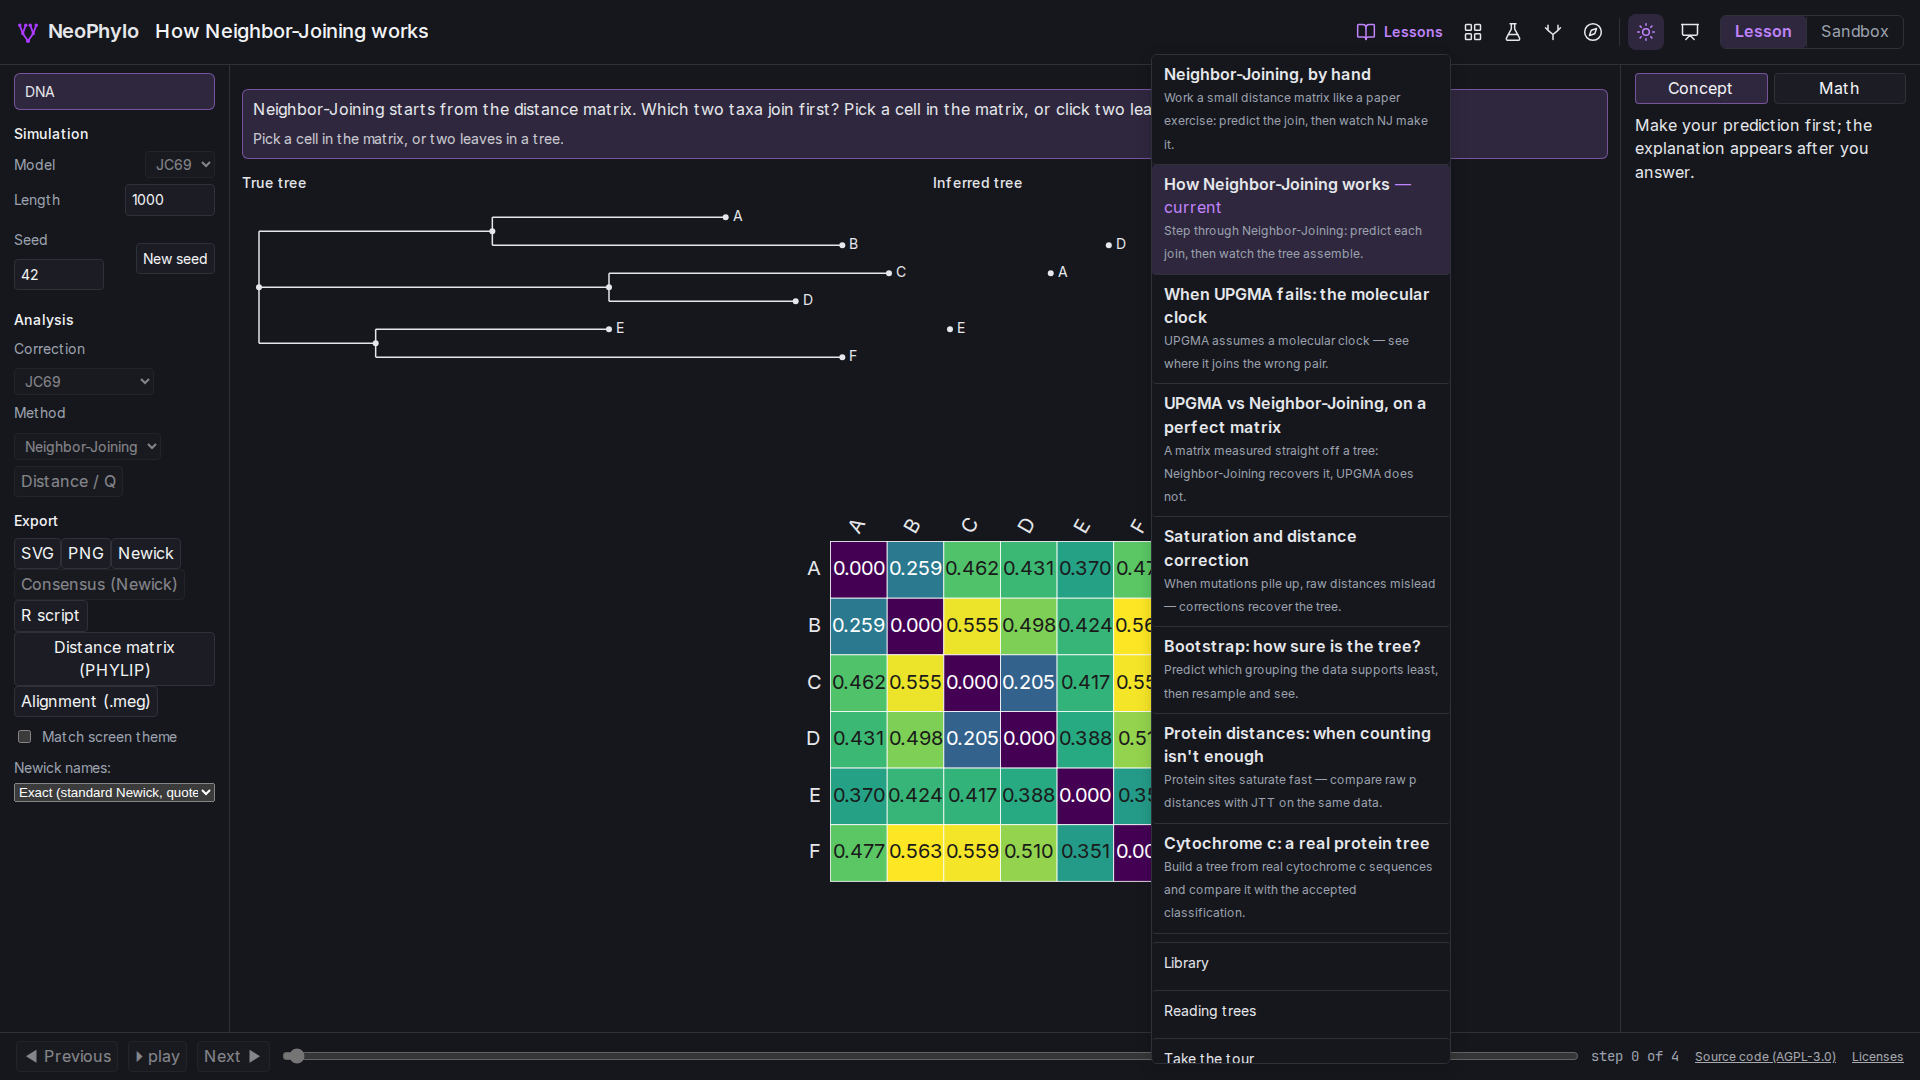 NeoPhylo How Neighbor-Joining works
Lessons
Lesson Sandbox
DNA
Simulation
Model JC69
Length 1000
Seed
42 New seed
Analysis
Correction
JC69
Method
Neighbor-Joining
Distance / Q
Export
SVG PNG Newick
Consensus (Newick)
R script
Distance matrix
(PHYLIP)
Alignment (.meg)
Match screen theme
Newick names:
Exact (standard Newick, quote
Neighbor-Joining starts from the distance matrix. Which two taxa join first? Pick a cell in the matrix, or click two lea
Pick a cell in the matrix, or two leaves in a tree.
True tree
A
B
C
D
E
F
Inferred tree
D
A
E
A B C D E F
A 0.000 0.259 0.462 0.431 0.370 0.47
B 0.259 0.000 0.555 0.498 0.424 0.56
C 0.462 0.555 0.000 0.205 0.417 0.55
D 0.431 0.498 0.205 0.000 0.388 0.51
E 0.370 0.424 0.417 0.388 0.000 0.35
F 0.477 0.563 0.559 0.510 0.351 0.00
Neighbor-Joining, by hand
Work a small distance matrix like a paper
exercise: predict the join, then watch NJ make
it.
How Neighbor-Joining works —
current
Step through Neighbor-Joining: predict each
join, then watch the tree assemble.
When UPGMA fails: the molecular
clock
UPGMA assumes a molecular clock — see
where it joins the wrong pair.
UPGMA vs Neighbor-Joining, on a
perfect matrix
A matrix measured straight off a tree:
Neighbor-Joining recovers it, UPGMA does
not.
Saturation and distance
correction
When mutations pile up, raw distances mislead
— corrections recover the tree.
Bootstrap: how sure is the tree?
Predict which grouping the data supports least,
then resample and see.
Protein distances: when counting
isn't enough
Protein sites saturate fast — compare raw p
distances with JTT on the same data.
Cytochrome c: a real protein tree
Build a tree from real cytochrome c sequences
and compare it with the accepted
classification.
Library
Reading trees
Take the tour
Concept Math
Make your prediction first; the
explanation appears after you
answer.
Previous play Next
step 0 of 4 Source code (AGPL-3.0) Licenses